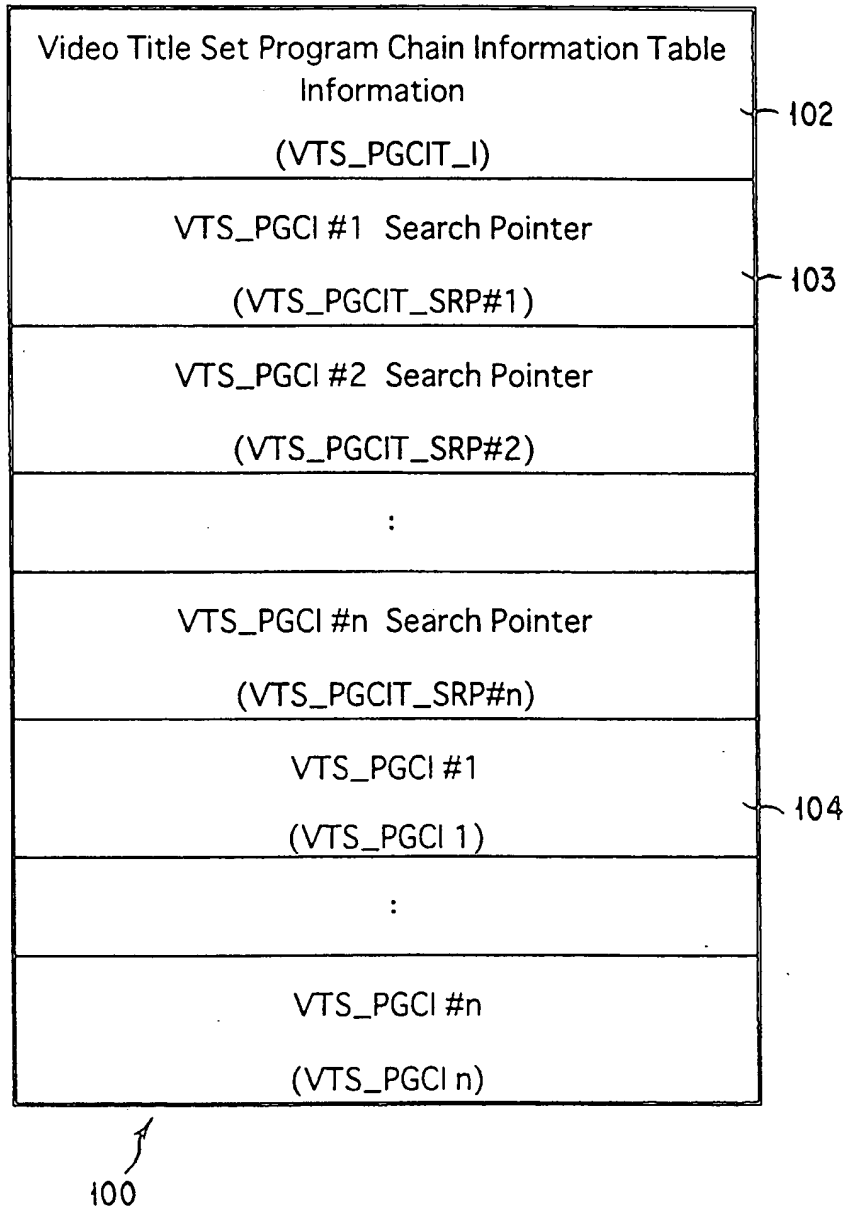 Video Title Set Program Chain Information Table
Information
(VTS_PGCIT_I)
102
VTS_PGCI #1 Search Pointer
(VTS_PGCIT_SRP#1)
103
VTS_PGCI #2 Search Pointer
(VTS_PGCIT_SRP#2)
:
VTS_PGCI #n Search Pointer
(VTS_PGCIT_SRP#n)
VTS_PGCI #1
(VTS_PGCI 1)
104
:
VTS_PGCI #n
(VTS_PGCI n)
100